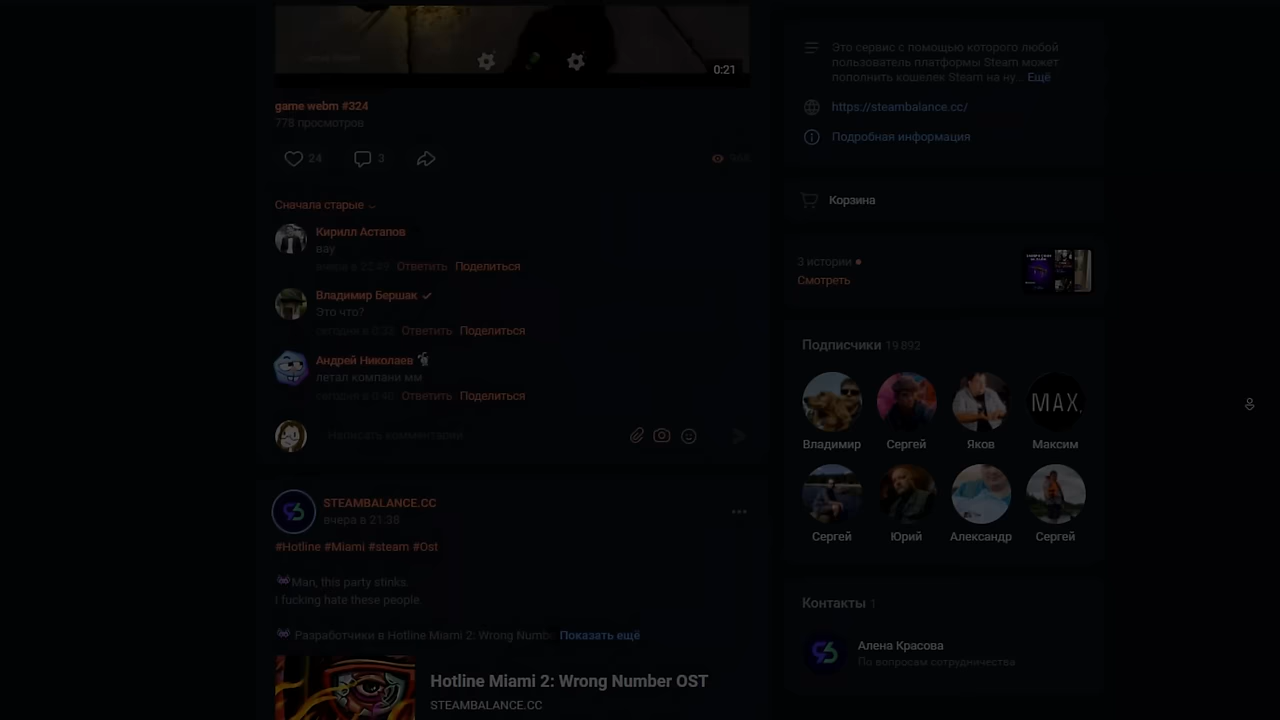 0:21
game webm #324
778 просмотров
24
3
Сначала старые
Кирилл Астапов
вау
вчера в 23:49 Ответить Поделиться
Владимир Бершак
Это что?
сегодня в 0:32 Ответить Поделиться
Андрей Николаев
летал компани мм
сегодня в 0:40 Ответить Поделиться
Написать комментарий
STEAMBALANCE.CC
вчера в 21:38
#Hotline #Miami #steam #Ost
Man, this party stinks.
I fucking hate these people.
Разработчики в Hotline Miami 2: Wrong Numb Показать ещё
Hotline Miami 2: Wrong Number OST
STEAMBALANCE.CC
Это сервис с помощью которого любой
пользователь платформы Steam может
пополнить кошелек Steam на ну... Ещё
https://steambalance.cc/
Подробная информация
Корзина
3 истории
Смотреть
Подписчики 19 892
MAX.
Владимир Сергей Яков Максим
Сергей Юрий Александр Сергей
Контакты 1
Алена Красова
По вопросам сотрудничества